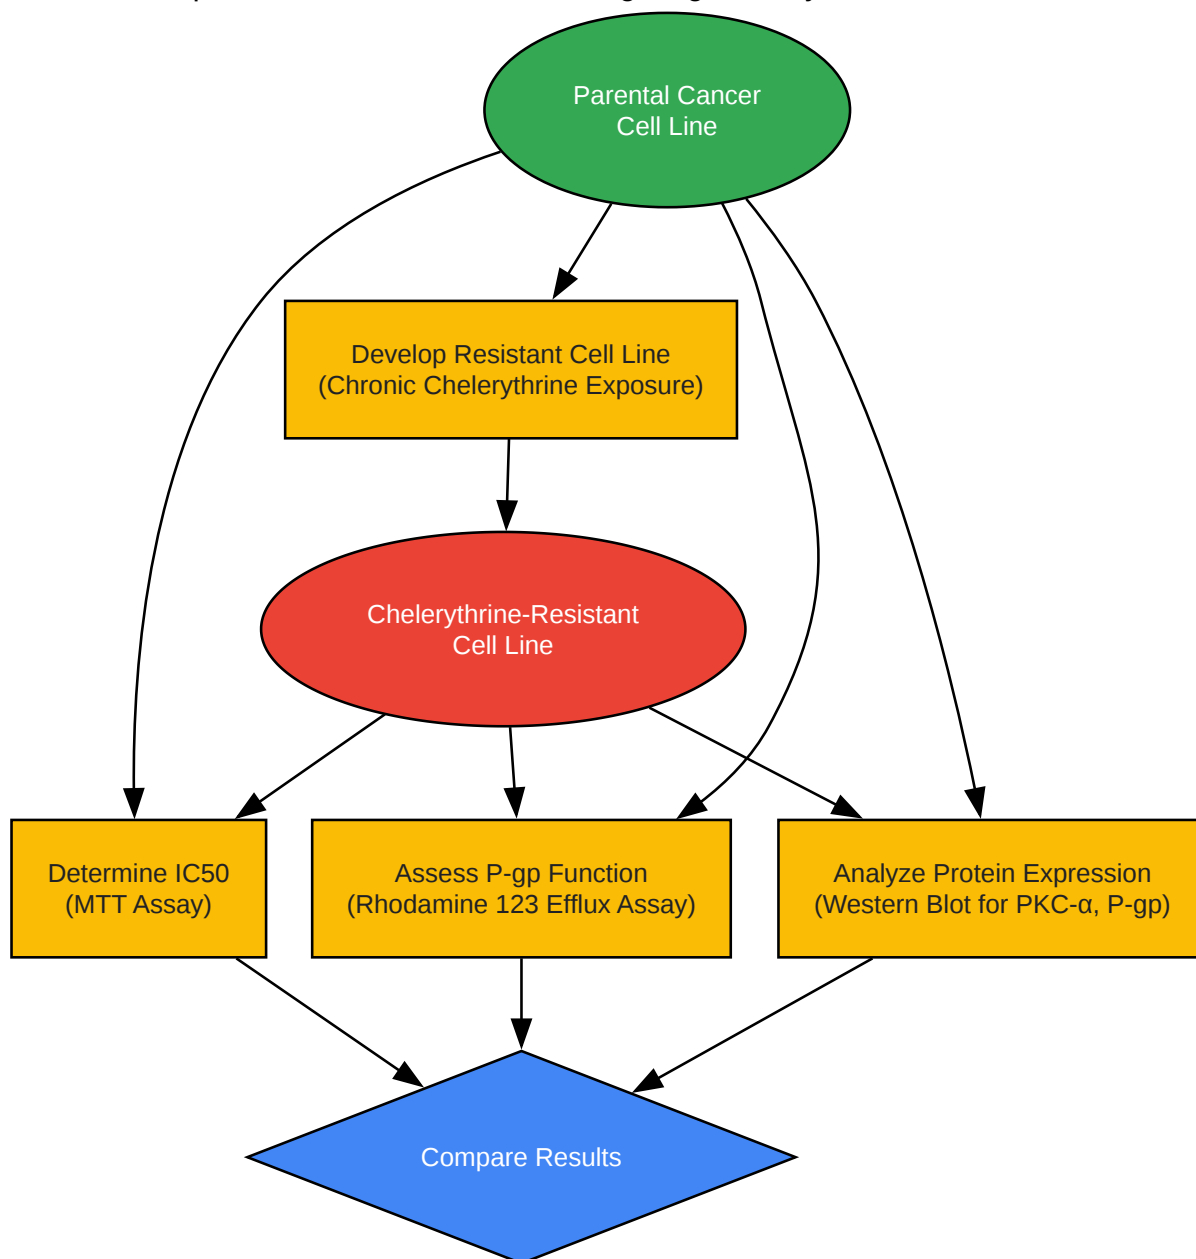 Parental Cancer
Cell Line
Develop Resistant Cell Line
(Chronic Chelerythrine Exposure)
Chelerythrine-Resistant
Cell Line
Determine IC50
(MTT Assay)
Assess P-gp Function
(Rhodamine 123 Efflux Assay)
Analyze Protein Expression
(Western Blot for PKC-α, P-gp)
Compare Results